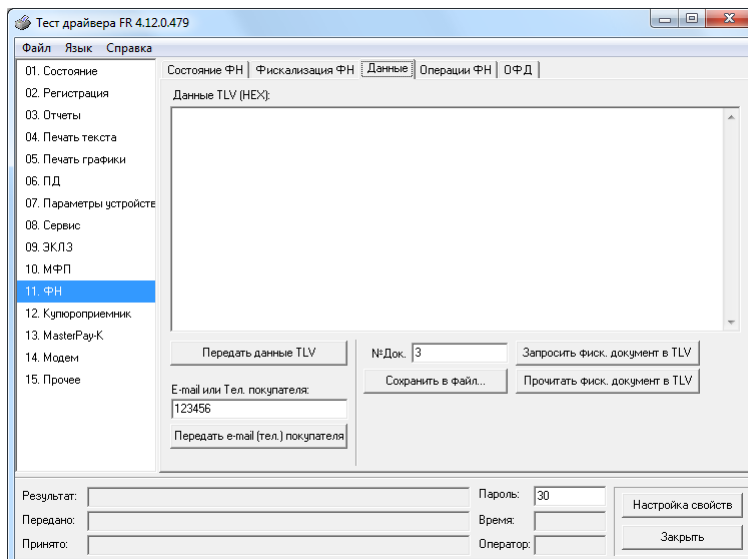 Тест драйвера FR 4.12.0.479
Файл Язык Справка
01. Состояние
02. Регистрация
03. Отчеты
04. Печать текста
05. Печать графики
06. ПД
07. Параметры устройств
08. Сервис
09. ЭКЛЗ
10. МФП
11. ФН
12. Купюроприемник
13. MasterPay-K
14. Модем
15. Прочее
Состояние ФН Фискализация ФН Данные Операции ФН ОФД
Данные TLV (HEX):
Передать данные TLV
E-mail или Тел. покупателя:
123456
Передать e-mail (тел.) покупателя
№Док. 3
Запросить фиск. документ в TLV
Сохранить в файл...
Прочитать фиск. документ в TLV
Результат:
Передано:
Принято:
Пароль: 30
Время:
Оператор:
Настройка свойств
Закрыть